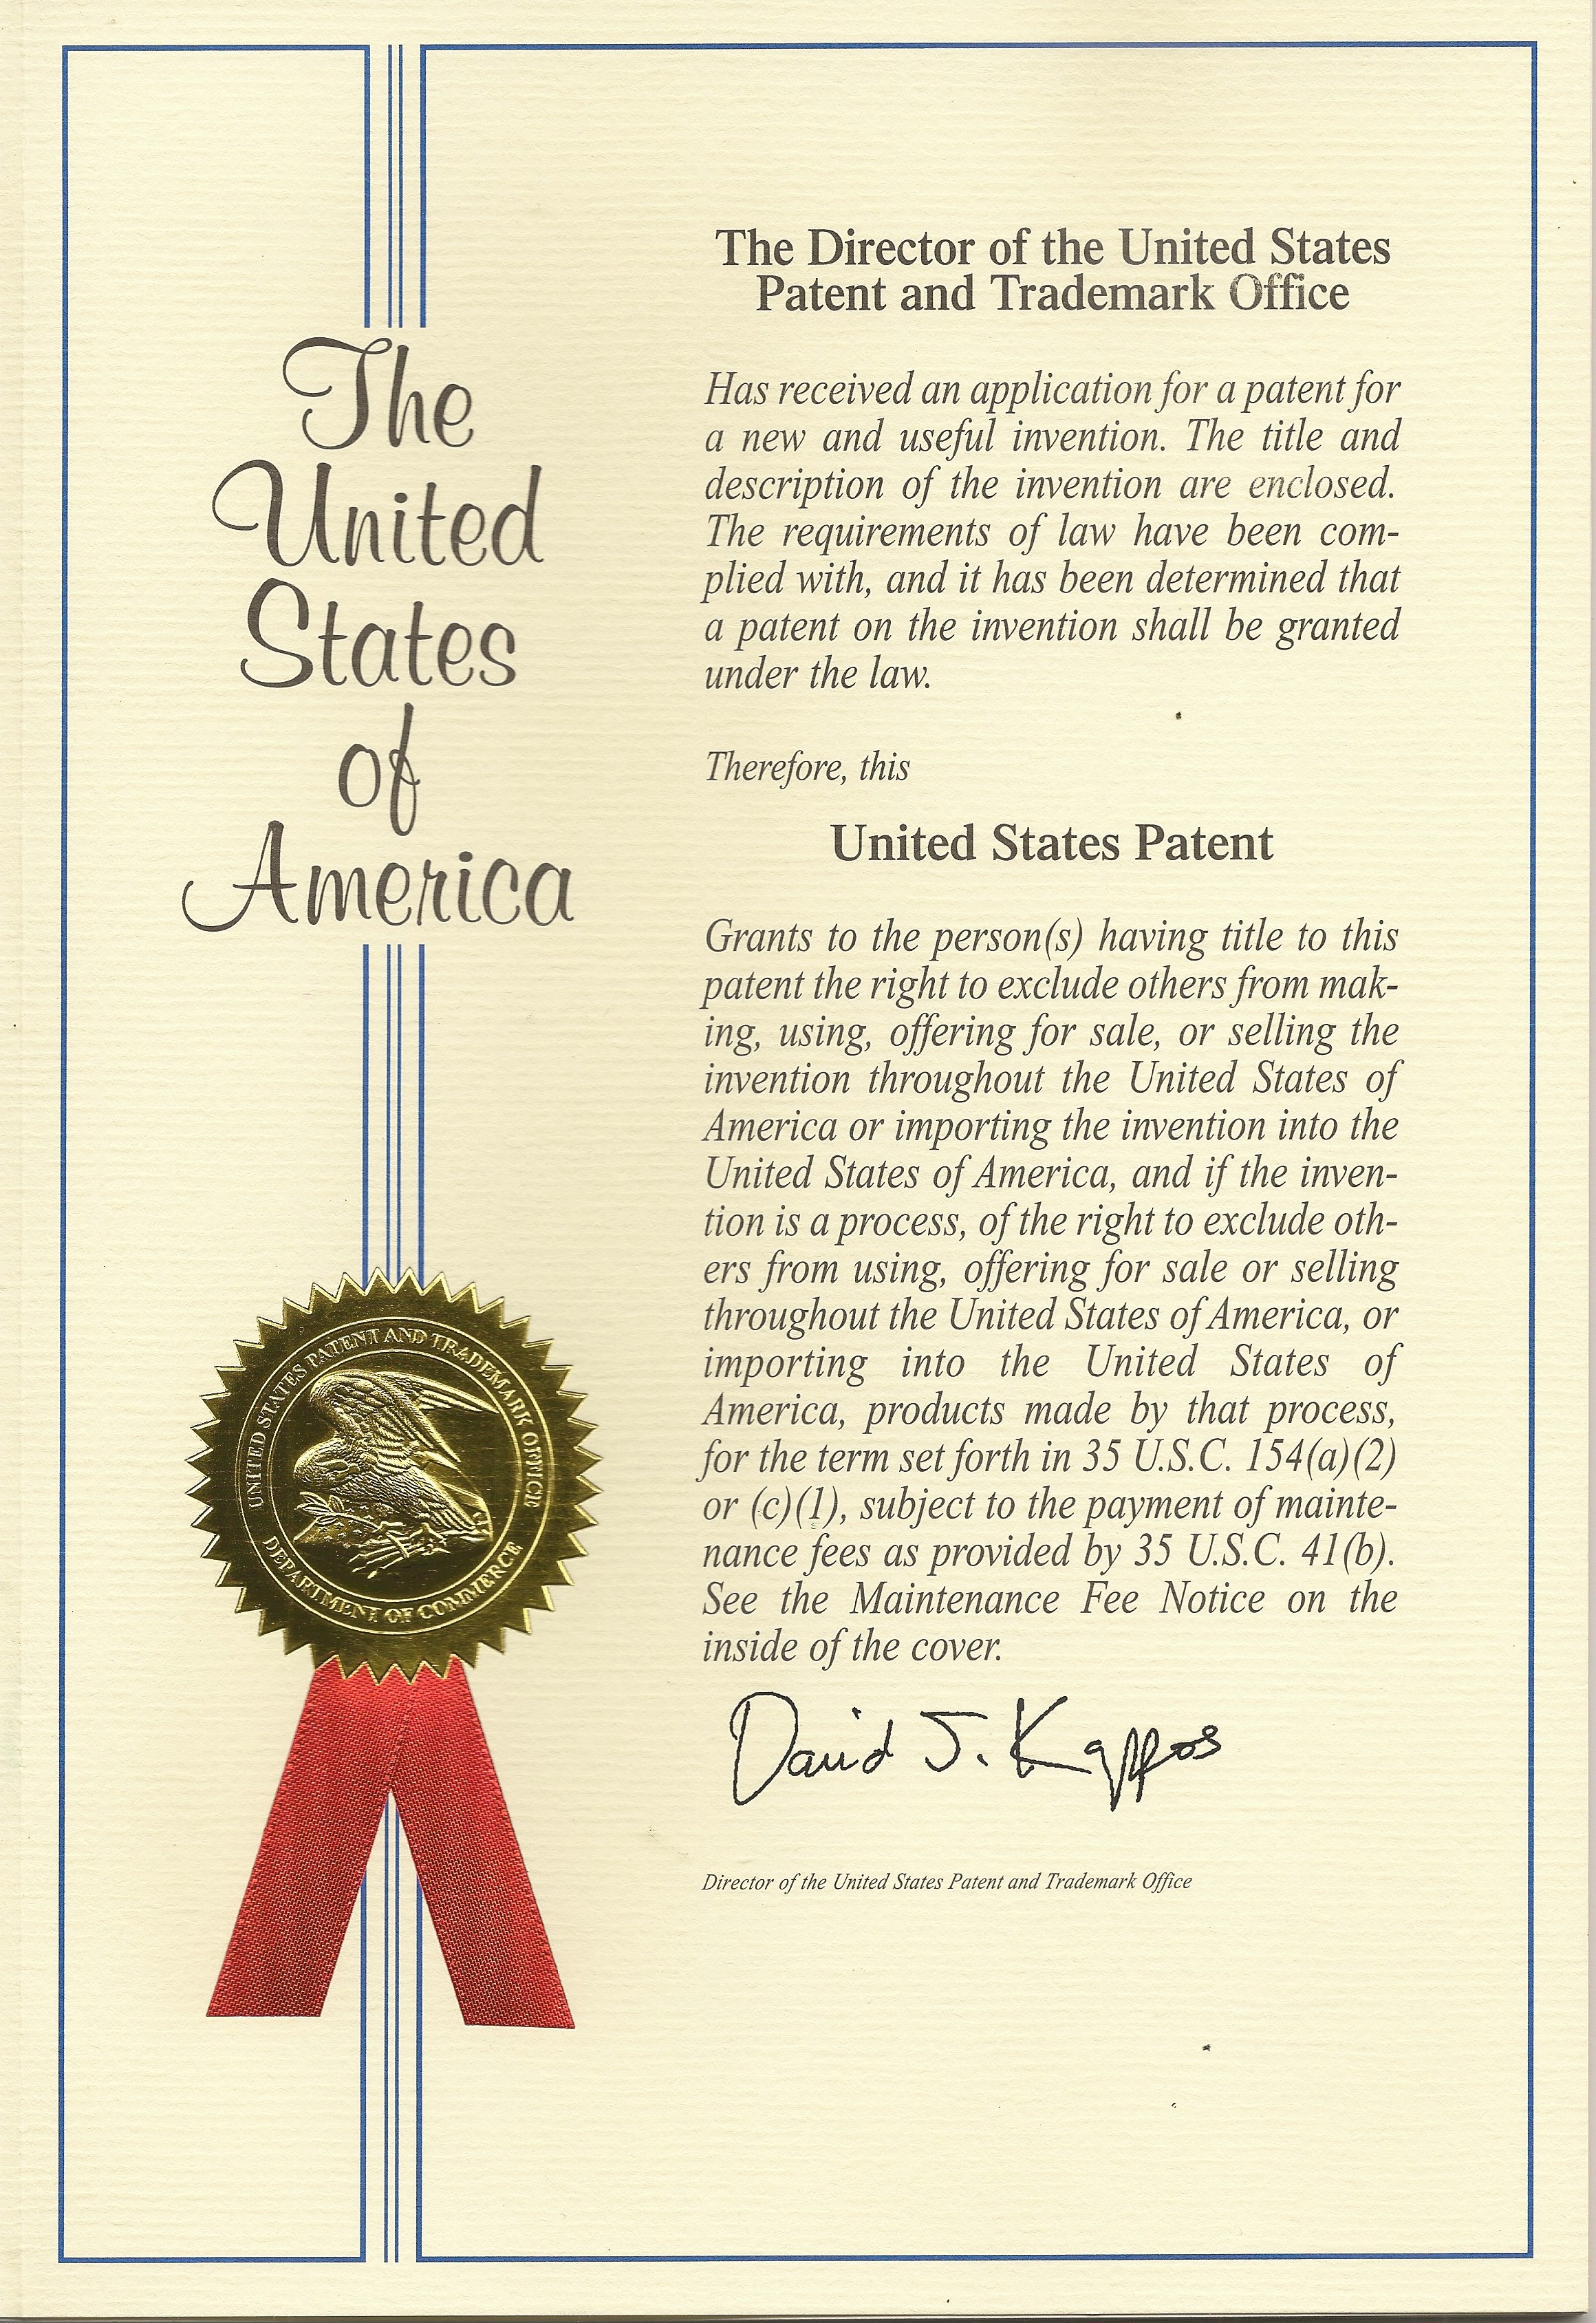 The
United
States
of
America
UNITED STATES PATENT AND TRADEMARK OFFICE
DEPARTMENT OF COMMERCE
The Director of the United States
Patent and Trademark Office
Has received an application for a patent for
a new and useful invention. The title and
description of the invention are enclosed.
The requirements of law have been com-
plied with, and it has been determined that
a patent on the invention shall be granted
under the law.
Therefore, this
United States Patent
Grants to the person(s) having title to this
patent the right to exclude others from mak-
ing, using, offering for sale, or selling the
invention throughout the United States of
America or importing the invention into the
United States of America, and if the inven-
tion is a process, of the right to exclude oth-
ers from using, offering for sale or selling
throughout the United States of America, or
importing into the United States of
America, products made by that process,
for the term set forth in 35 U.S.C. 154(a)(2)
or (c)(1), subject to the payment of mainte-
nance fees as provided by 35 U.S.C. 41(b).
See the Maintenance Fee Notice on the
inside of the cover.
David J. Kappos
Director of the United States Patent and Trademark Office